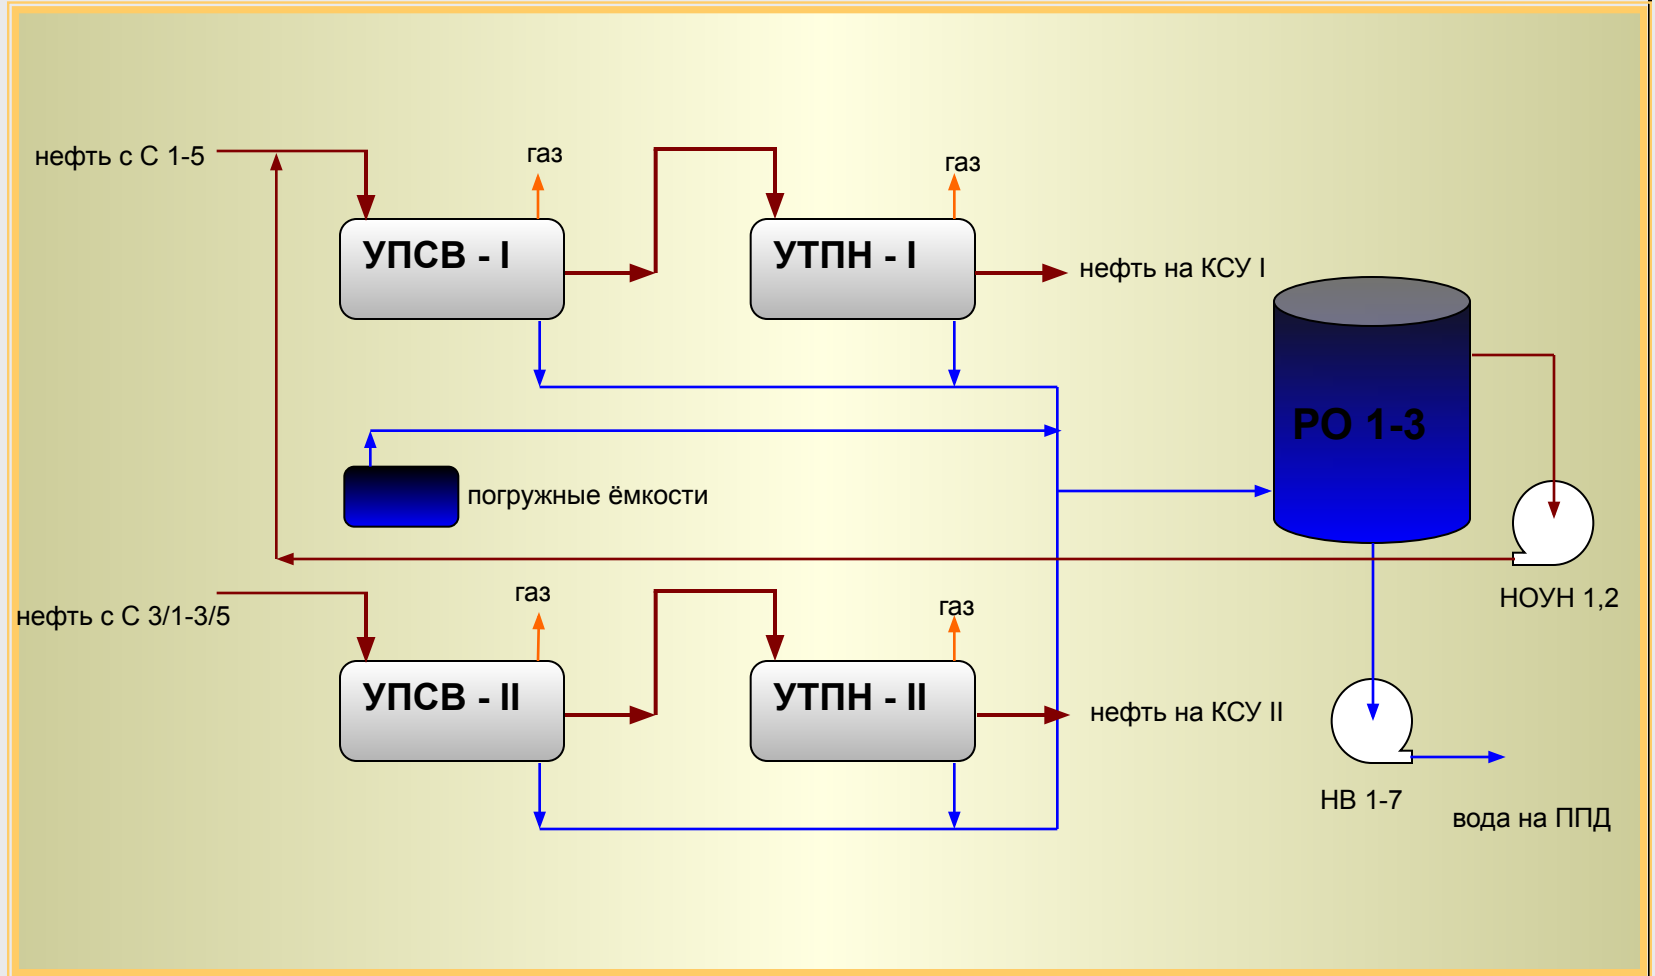 нефть с С 1-5
газ
газ
УПСВ - I
УТПН - I
нефть на КСУ I
РО 1-3
погружные ёмкости
НОУН 1,2
нефть с С 3/1-3/5
газ
газ
УПСВ - II
УТПН - II
нефть на КСУ II
НВ 1-7
вода на ППД